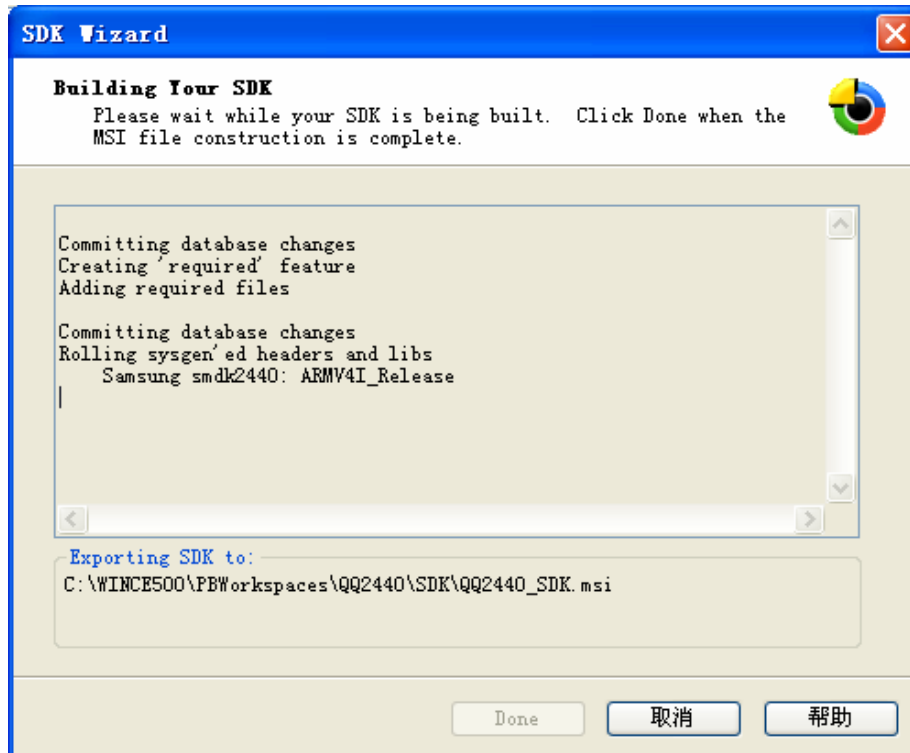 SDK Wizard
Building Your SDK
Please wait while your SDK is being built. Click Done when the
MSI file construction is complete.
Committing database changes
Creating 'required' feature
Adding required files
Committing database changes
Rolling sysgen'ed headers and libs
Samsung smdk2440: ARMV4I_Release
Exporting SDK to:
C:\WINCE500\PBWorkspaces\QQ2440\SDK\QQ2440_SDK.msi
Done 取消 帮助